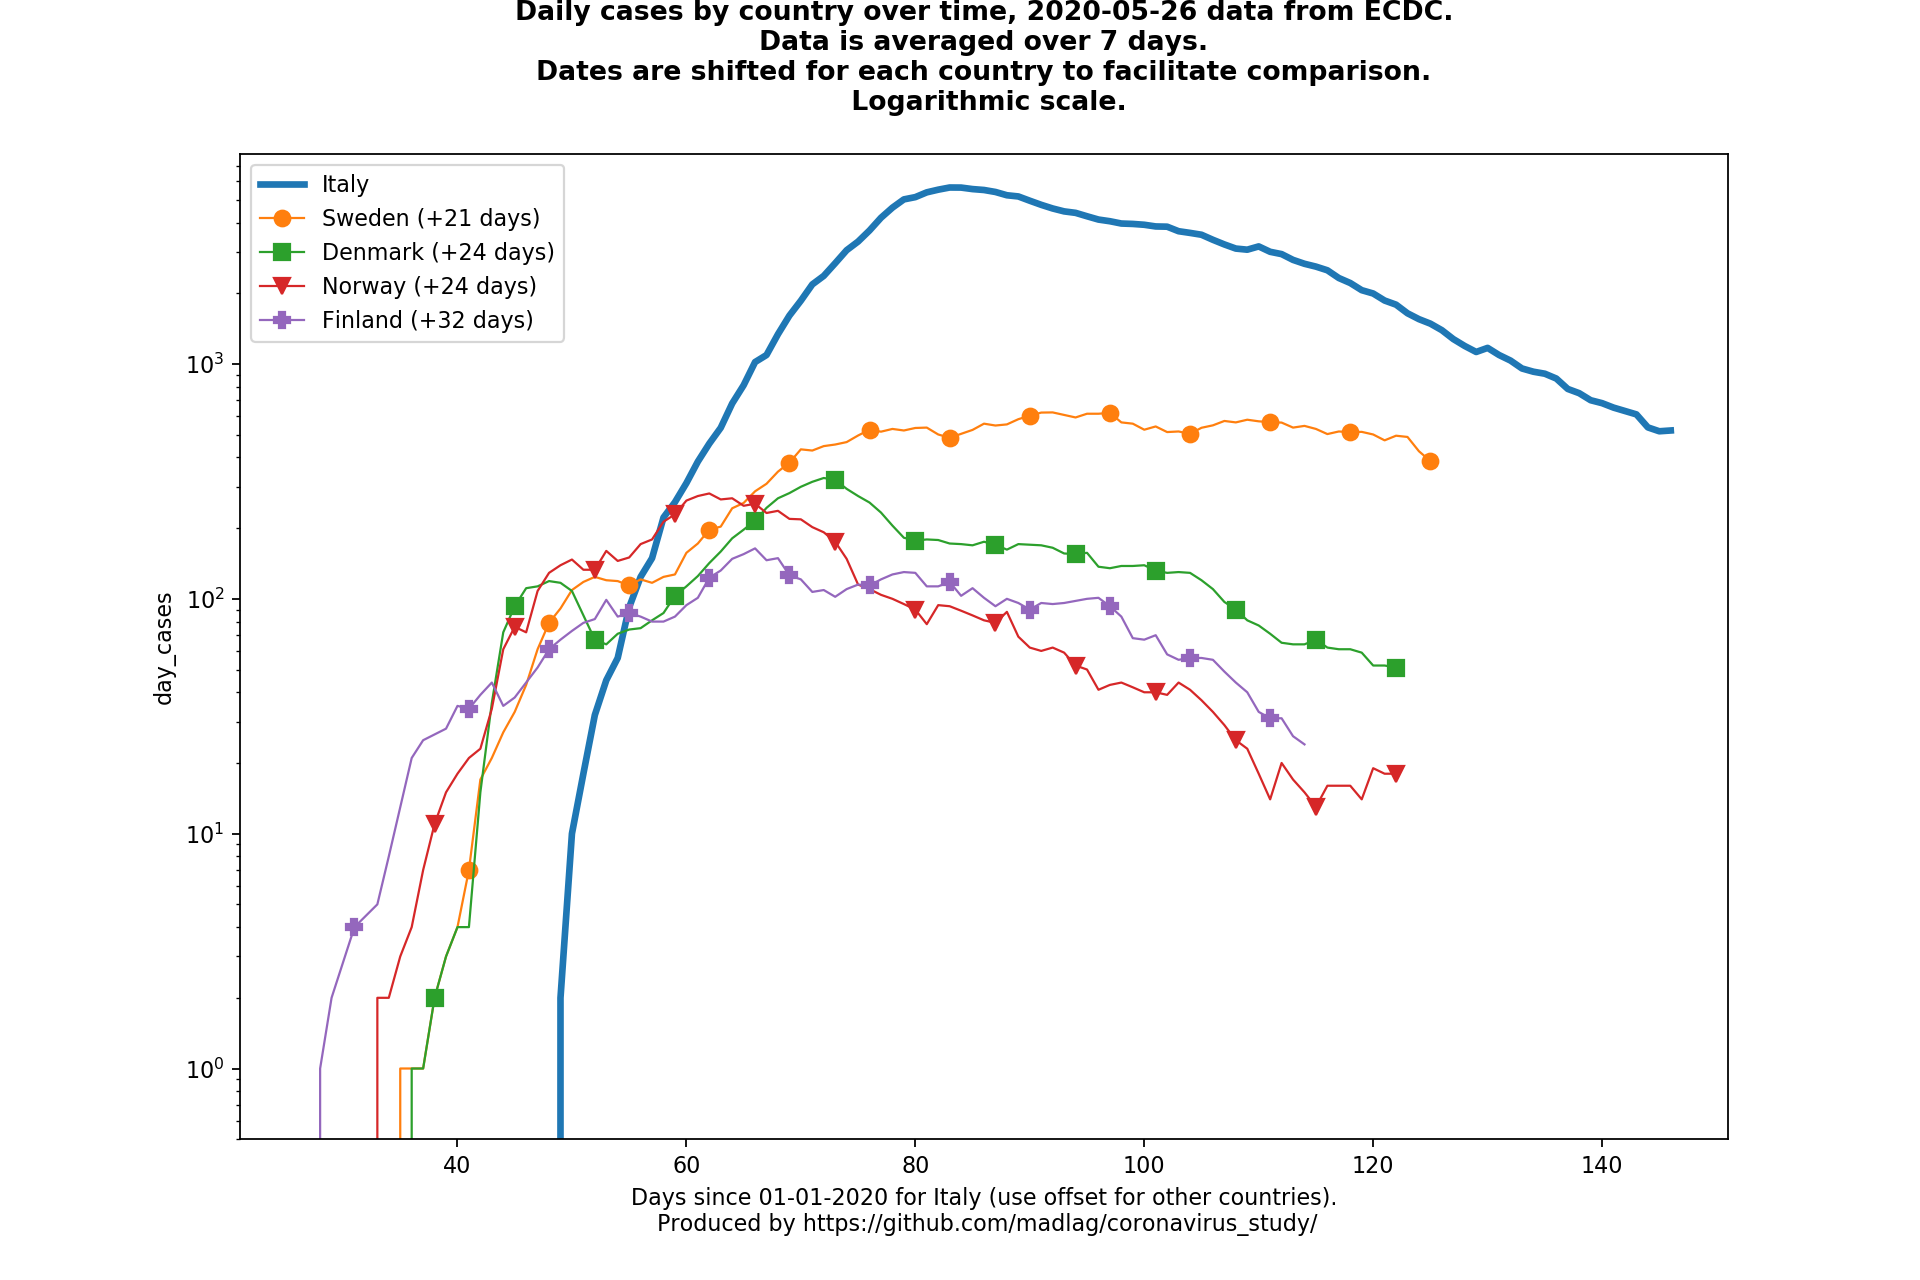 Daily cases by country over time, 2020-05-26 data from ECDC.
Data is averaged over 7 days.
Dates are shifted for each country to facilitate comparison.
Logarithmic scale.
Italy
Sweden (+21 days)
Denmark (+24 days)
Norway (+24 days)
Finland (+32 days)
10³
10²
10¹
10⁰
day_cases
40 60 80 100 120 140
Days since 01-01-2020 for Italy (use offset for other countries).
Produced by https://github.com/madlag/coronavirus_study/